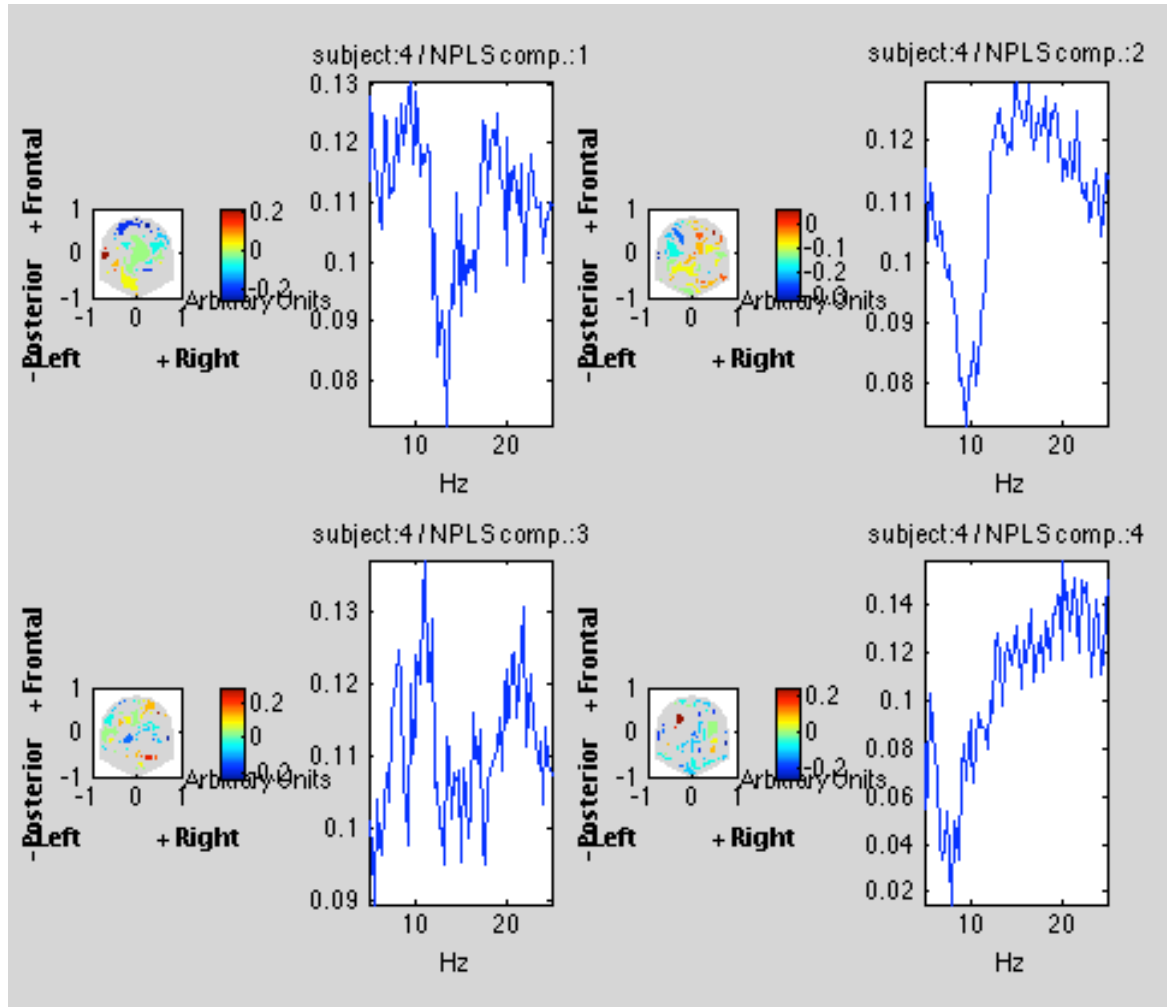 subject:4 / NPLS comp.:1
0.13
0.12
0.11
0.1
0.09
0.08
10 20
Hz
- Posterior + Frontal
1
0
-1
-1 0 1
- Left + Right
0.2
0
-0.2
Arbitrary Units
subject:4 / NPLS comp.:2
0.12
0.11
0.1
0.09
0.08
10 20
Hz
- Posterior + Frontal
1
0
-1
-1 0 1
- Left + Right
0
-0.1
-0.2
-0.3
Arbitrary Units
subject:4 / NPLS comp.:3
0.13
0.12
0.11
0.1
0.09
10 20
Hz
- Posterior + Frontal
1
0
-1
-1 0 1
- Left + Right
0.2
0
-0.2
Arbitrary Units
subject:4 / NPLS comp.:4
0.14
0.12
0.1
0.08
0.06
0.04
0.02
10 20
Hz
- Posterior + Frontal
1
0
-1
-1 0 1
- Left + Right
0.2
0
-0.2
Arbitrary Units